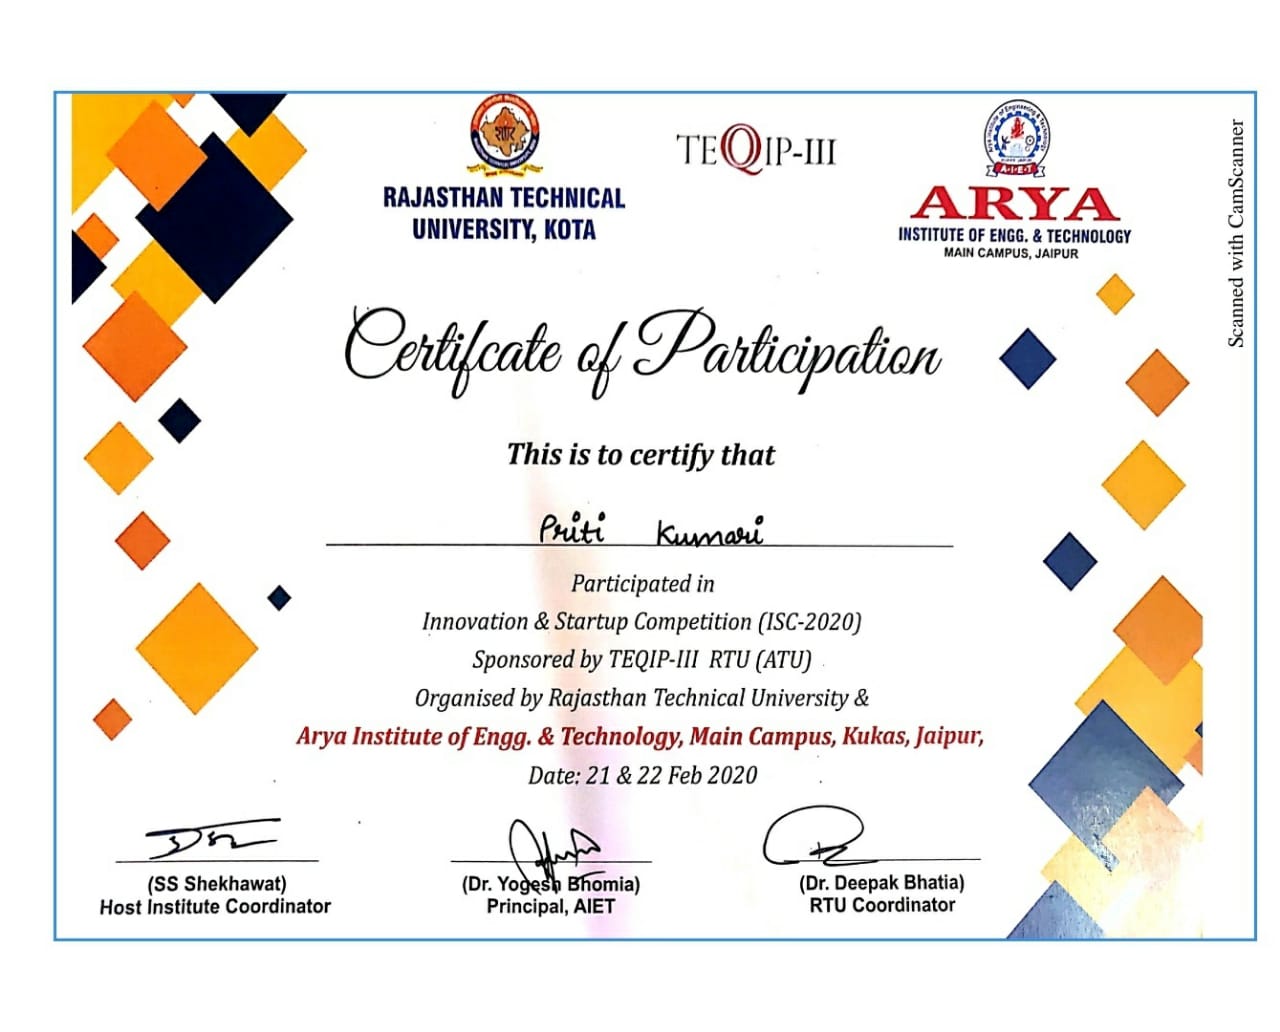 RAJASTHAN TECHNICAL
UNIVERSITY, KOTA
TEQIP-III
A-I-E-T
ARYA
INSTITUTE OF ENGG. & TECHNOLOGY
MAIN CAMPUS, JAIPUR
Certifcate of Participation
This is to certify that
Priti Kumari
Participated in
Innovation & Startup Competition (ISC-2020)
Sponsored by TEQIP-III RTU (ATU)
Organised by Rajasthan Technical University &
Arya Institute of Engg. & Technology, Main Campus, Kukas, Jaipur,
Date: 21 & 22 Feb 2020
(SS Shekhawat)
Host Institute Coordinator
(Dr. Yogesh Bhomia)
Principal, AIET
(Dr. Deepak Bhatia)
RTU Coordinator
Scanned with CamScanner